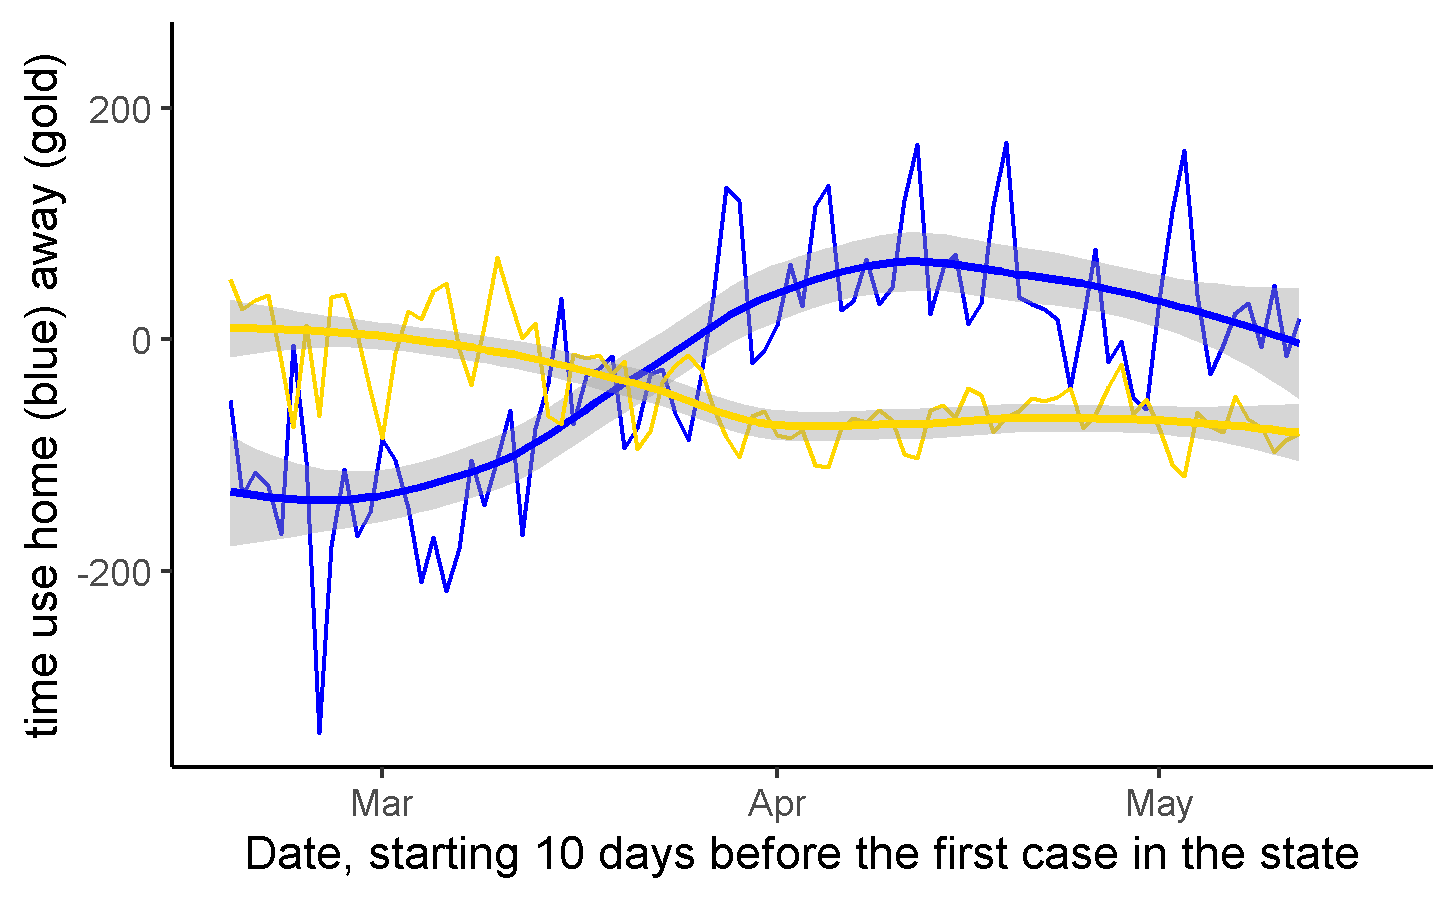 time use home (blue) away (gold)
200
0
-200
Mar Apr May
Date, starting 10 days before the first case in the state